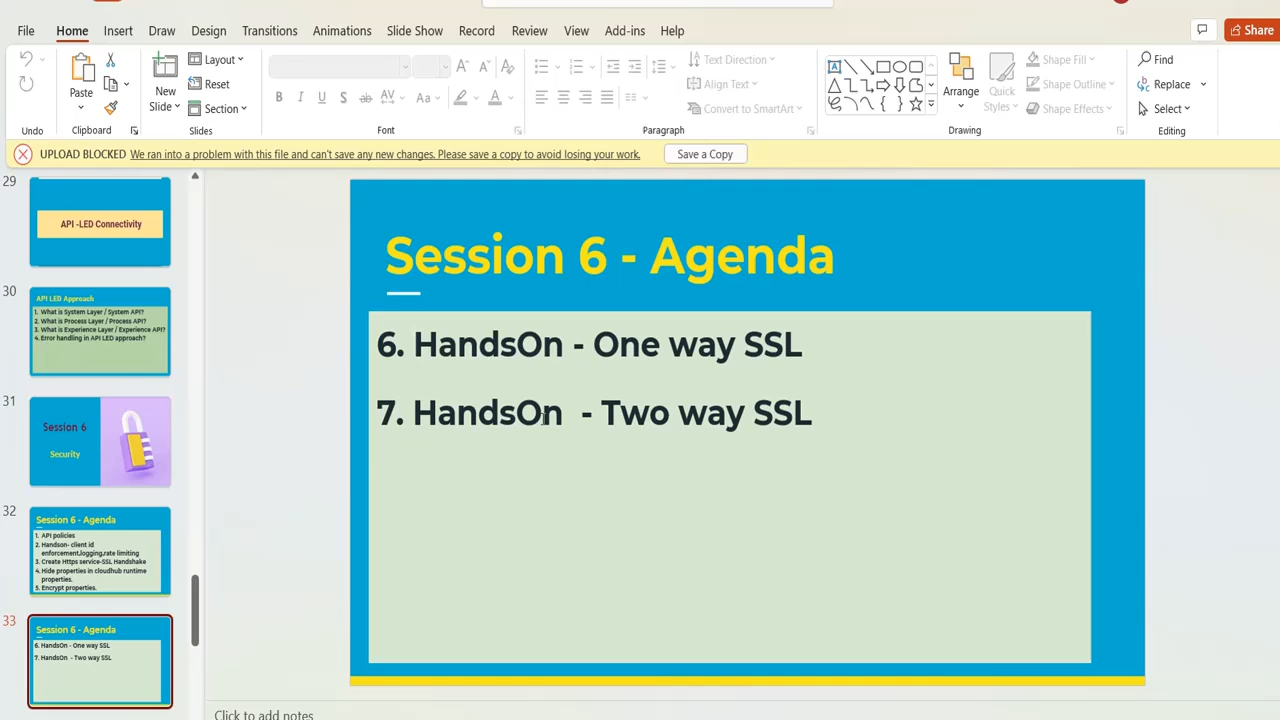 File Home Insert Draw Design Transitions Animations Slide Show Record Review View Add-ins Help Share
Paste
New
Slide
Layout
Reset
Section
B I U S ab AV Aa A
Text Direction
Align Text
Convert to SmartArt
Arrange
Quick
Styles
Shape Fill
Shape Outline
Shape Effects
Find
Replace
Select
Undo Clipboard Slides Font Paragraph Drawing Editing
UPLOAD BLOCKED We ran into a problem with this file and can't save any new changes. Please save a copy to avoid losing your work. Save a Copy
29
API -LED Connectivity
30
API LED Approach
1. What is System Layer / System API?
2. What is Process Layer / Process API?
3. What is Experience Layer / Experience API?
4. Error handling in API LED approach?
31
Session 6
Security
32
Session 6 - Agenda
1. API policies
2. Handson- client id
enforcement,logging,rate limiting
3. Create Https service-SSL Handshake
4. Hide properties in cloudhub runtime
properties.
5. Encrypt properties.
33
Session 6 - Agenda
6. HandsOn - One way SSL
7. HandsOn - Two way SSL
Session 6 - Agenda
6. HandsOn - One way SSL
7. HandsOn - Two way SSL
Click to add notes